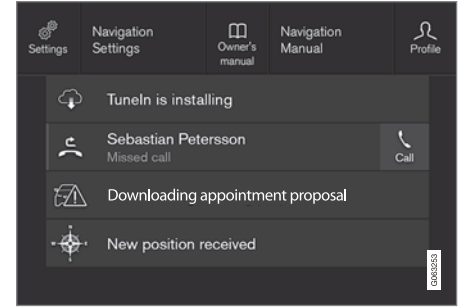 Settings
Navigation
Settings
Owner's
manual
Navigation
Manual
Profile
TuneIn is installing
Sebastian Petersson
Missed call
Call
Downloading appointment proposal
New position received
G063253